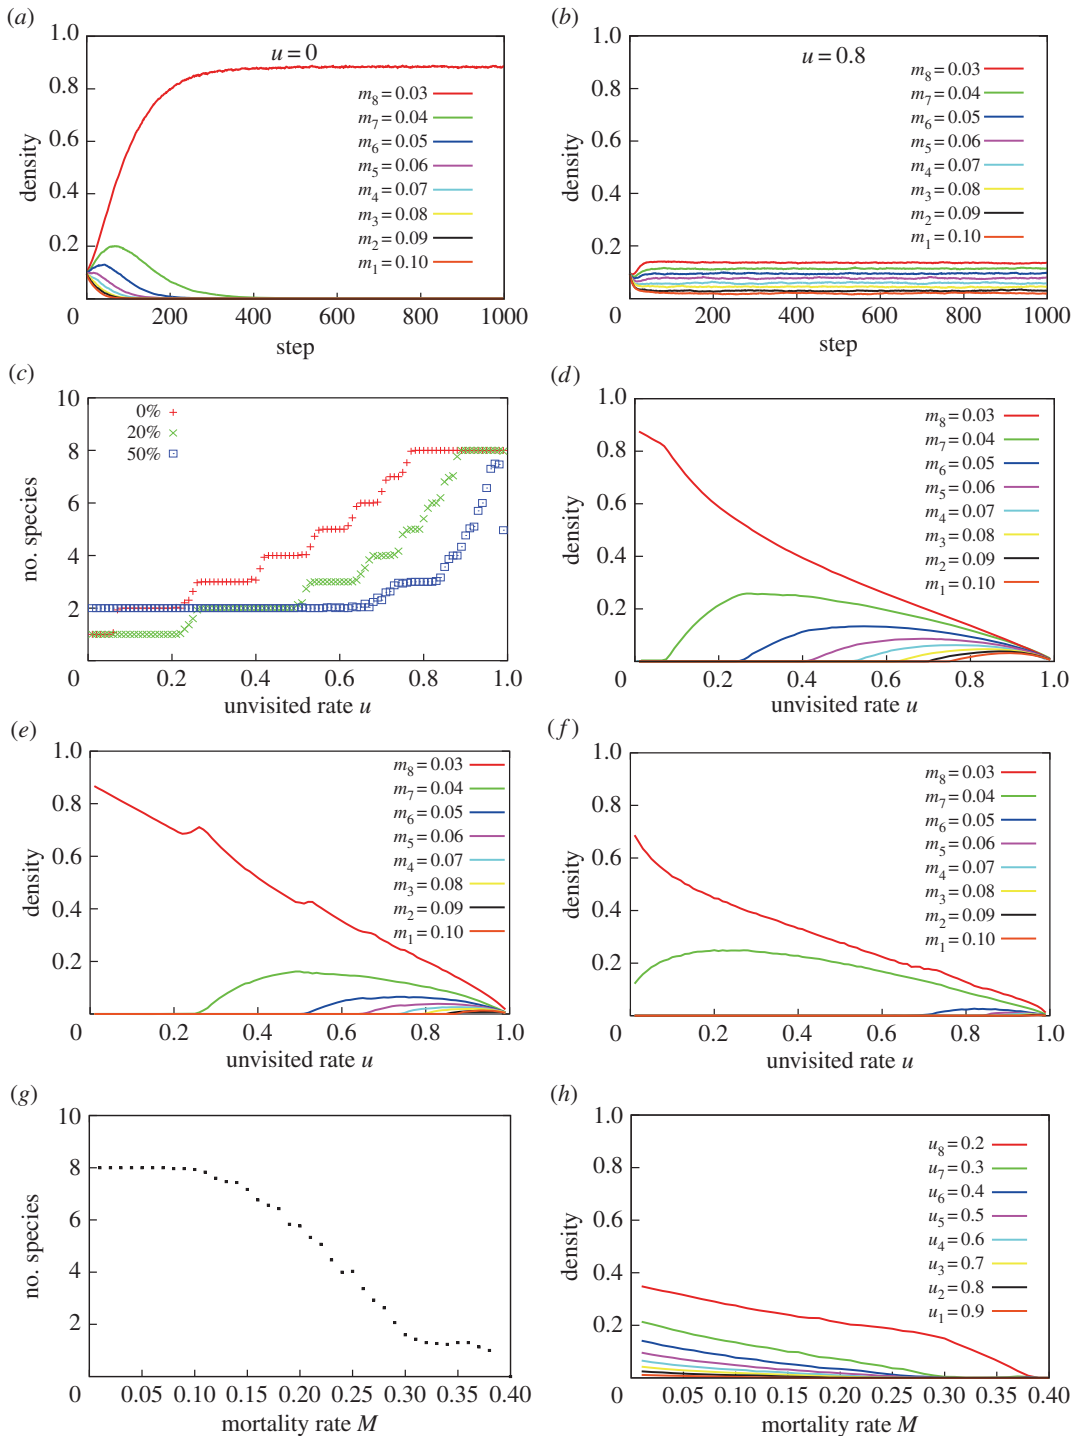 (a)
1.0
0.8
0.6
0.4
0.2
0
200
400
600
800
1000
density
step
u = 0
m8 = 0.03
m7 = 0.04
m6 = 0.05
m5 = 0.06
m4 = 0.07
m3 = 0.08
m2 = 0.09
m1 = 0.10
(b)
1.0
0.8
0.6
0.4
0.2
0
200
400
600
800
1000
density
step
u = 0.8
m8 = 0.03
m7 = 0.04
m6 = 0.05
m5 = 0.06
m4 = 0.07
m3 = 0.08
m2 = 0.09
m1 = 0.10
(c)
10
8
6
4
2
0
0.2
0.4
0.6
0.8
1.0
no. species
unvisited rate u
0%
20%
50%
(d)
1.0
0.8
0.6
0.4
0.2
0
0.2
0.4
0.6
0.8
1.0
density
unvisited rate u
m8 = 0.03
m7 = 0.04
m6 = 0.05
m5 = 0.06
m4 = 0.07
m3 = 0.08
m2 = 0.09
m1 = 0.10
(e)
1.0
0.8
0.6
0.4
0.2
0
0.2
0.4
0.6
0.8
1.0
density
unvisited rate u
m8 = 0.03
m7 = 0.04
m6 = 0.05
m5 = 0.06
m4 = 0.07
m3 = 0.08
m2 = 0.09
m1 = 0.10
(f)
1.0
0.8
0.6
0.4
0.2
0
0.2
0.4
0.6
0.8
1.0
density
unvisited rate u
m8 = 0.03
m7 = 0.04
m6 = 0.05
m5 = 0.06
m4 = 0.07
m3 = 0.08
m2 = 0.09
m1 = 0.10
(g)
10
8
6
4
2
0
0.05
0.10
0.15
0.20
0.25
0.30
0.35
0.40
no. species
mortality rate M
(h)
1.0
0.8
0.6
0.4
0.2
0
0.05
0.10
0.15
0.20
0.25
0.30
0.35
0.40
density
mortality rate M
u8 = 0.2
u7 = 0.3
u6 = 0.4
u5 = 0.5
u4 = 0.6
u3 = 0.7
u2 = 0.8
u1 = 0.9